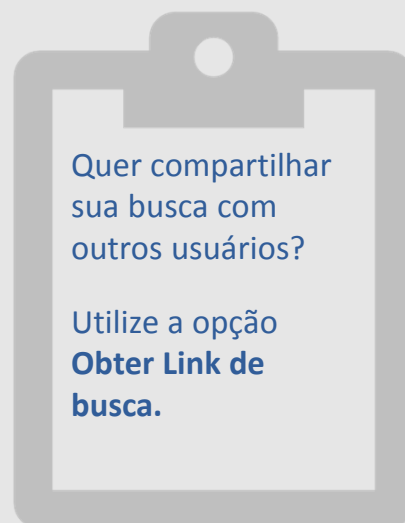 Quer compartilhar
sua busca com
outros usuários?
Utilize a opção
Obter Link de
busca.